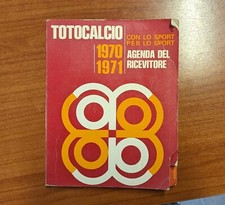 TOTOCALCIO
CON LO SPORT
PER LO SPORT
1970
1971
AGENDA DEL
RICEVITORE